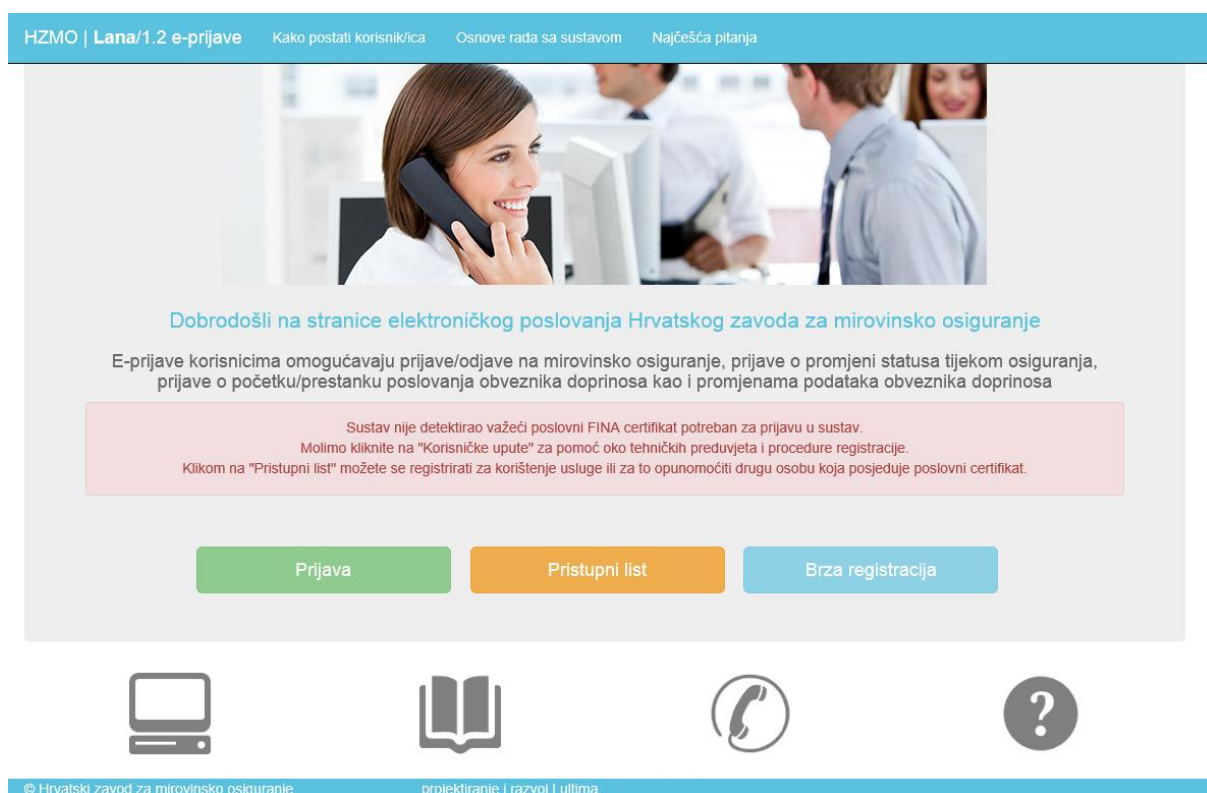 HZMO | Lana/1.2 e-prijave Kako postati korisnik/ica Osnove rada sa sustavom Najčešća pitanja
Dobrodošli na stranice elektroničkog poslovanja Hrvatskog zavoda za mirovinsko osiguranje
E-prijave korisnicima omogućavaju prijave/odjave na mirovinsko osiguranje, prijave o promjeni statusa tijekom osiguranja,
prijave o početku/prestanku poslovanja obveznika doprinosa kao i promjenama podataka obveznika doprinosa
Sustav nije detektirao važeći poslovni FINA certifikat potreban za prijavu u sustav.
Molimo kliknite na "Korisničke upute" za pomoć oko tehničkih preduvjeta i procedure registracije.
Klikom na "Pristupni list" možete se registrirati za korištenje usluge ili za to opunomoćiti drugu osobu koja posjeduje poslovni certifikat.
Prijava Pristupni list Brza registracija
?
© Hrvatski zavod za mirovinsko osiguranje projektiranje i razvoj | ultima